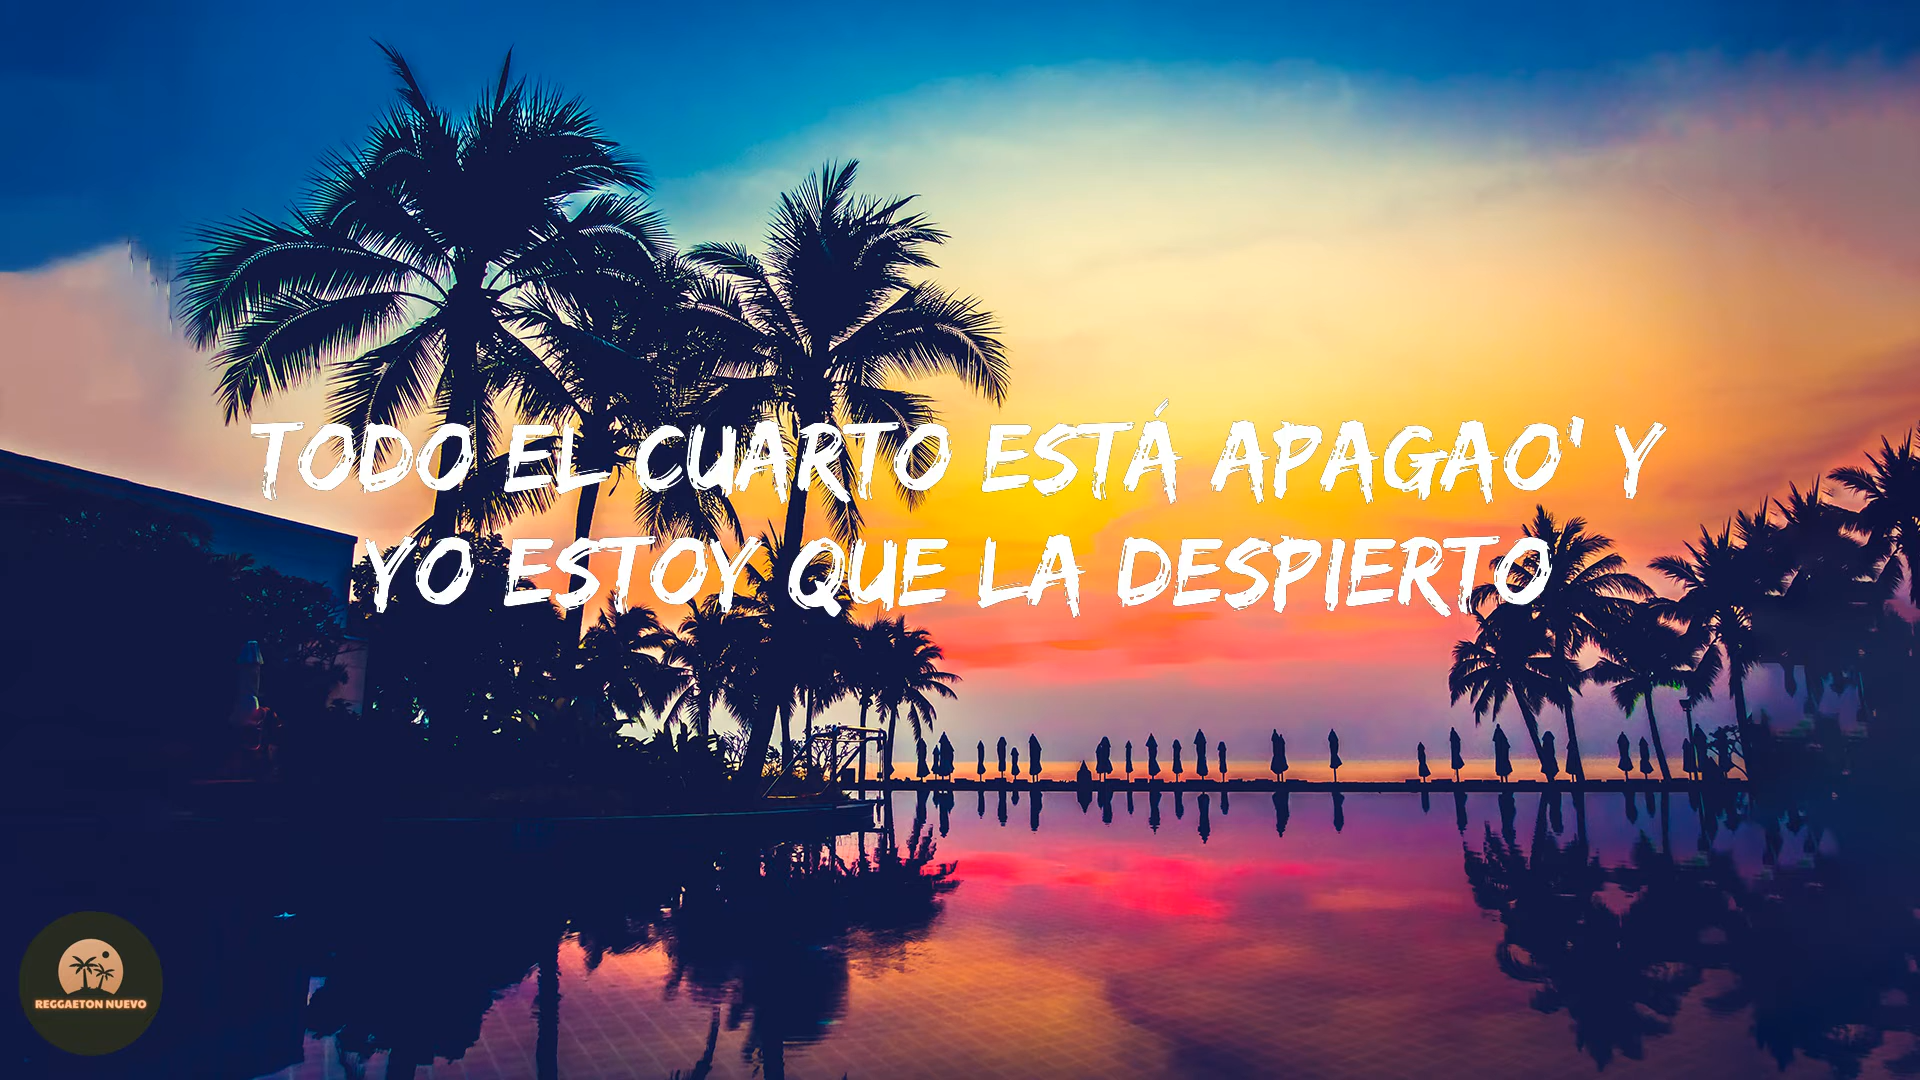 TODO EL CUARTO ESTÁ APAGAO' Y
YO ESTOY QUE LA DESPIERTO
REGGAETON NUEVO